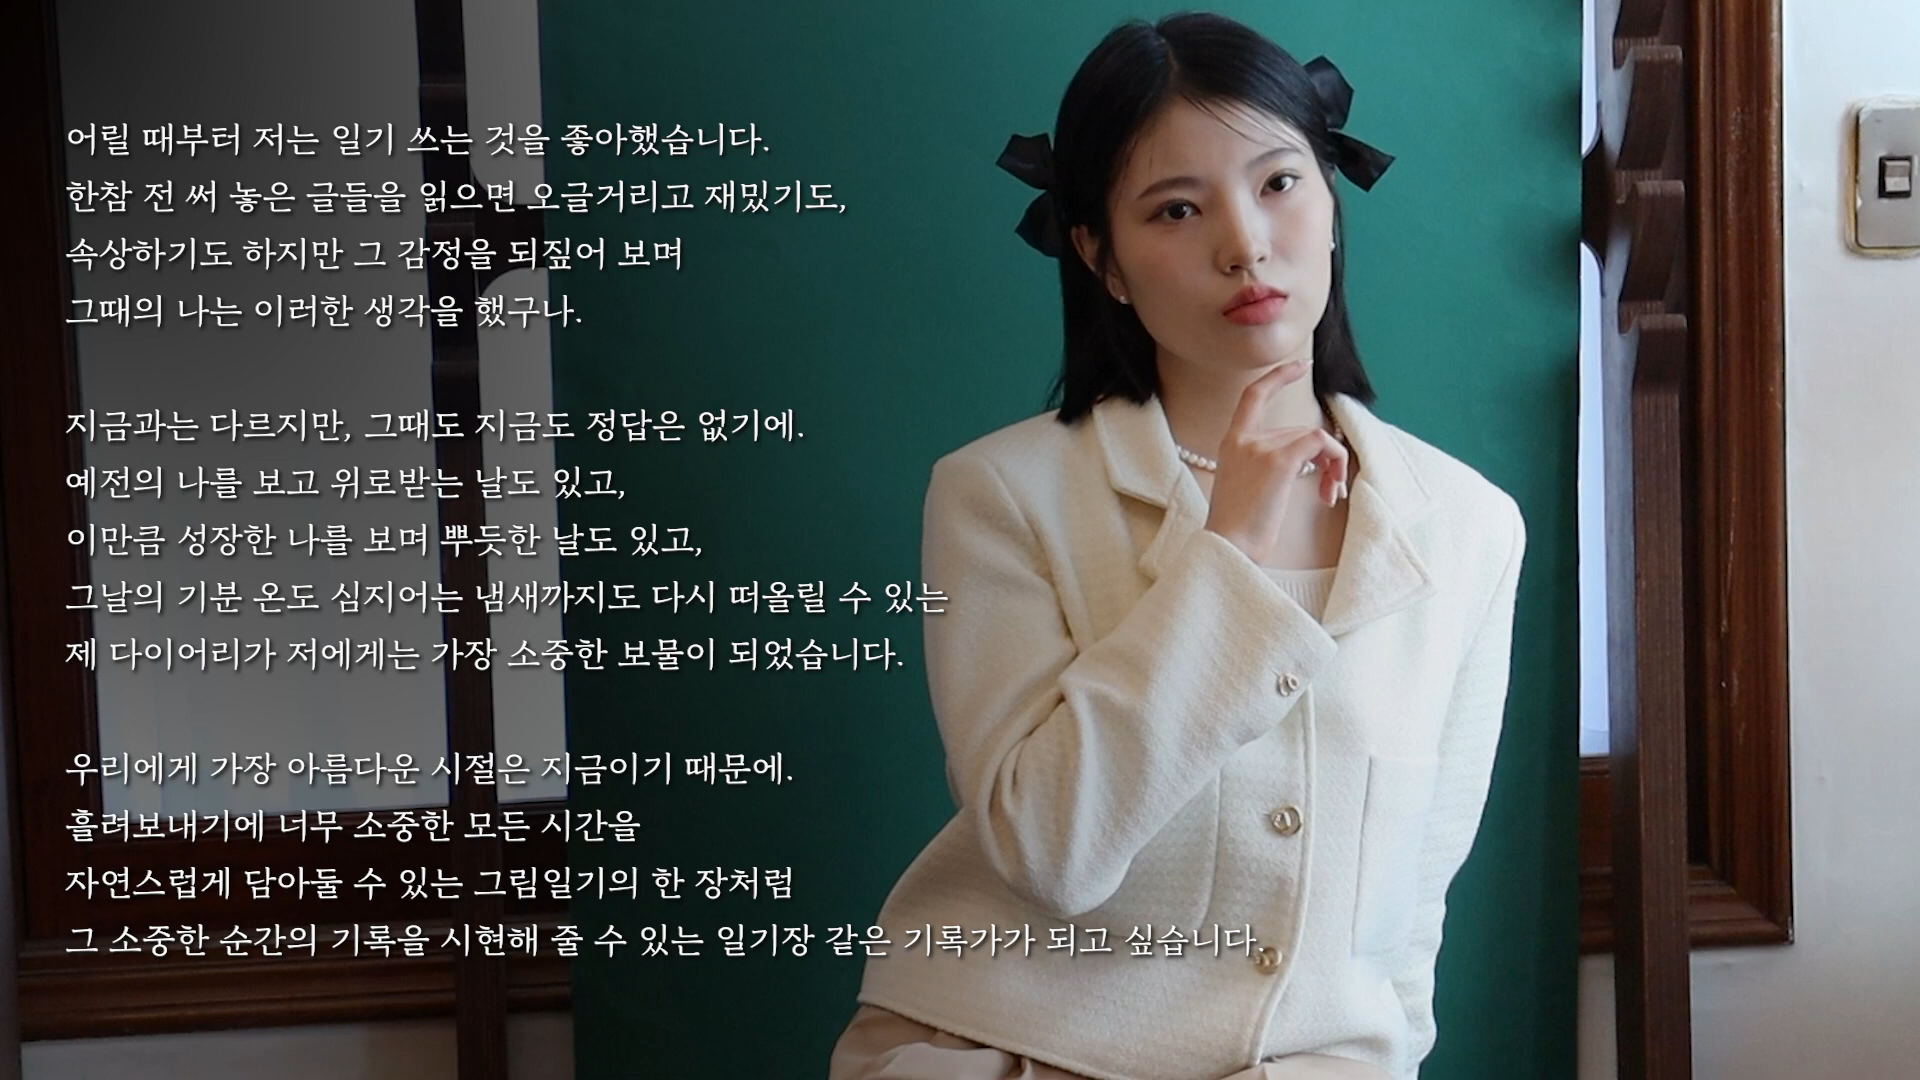 어릴 때부터 저는 일기 쓰는 것을 좋아했습니다.
한참 전 써 놓은 글들을 읽으면 오글거리고 재밌기도,
속상하기도 하지만 그 감정을 되짚어 보며
그때의 나는 이러한 생각을 했구나.
지금과는 다르지만, 그때도 지금도 정답은 없기에.
예전의 나를 보고 위로받는 날도 있고,
이만큼 성장한 나를 보며 뿌듯한 날도 있고,
그날의 기분 온도 심지어는 냄새까지도 다시 떠올릴 수 있는
제 다이어리가 저에게는 가장 소중한 보물이 되었습니다.
우리에게 가장 아름다운 시절은 지금이기 때문에.
흘려보내기에 너무 소중한 모든 시간을
자연스럽게 담아둘 수 있는 그림일기의 한 장처럼
그 소중한 순간의 기록을 시현해 줄 수 있는 일기장 같은 기록가가 되고 싶습니다.